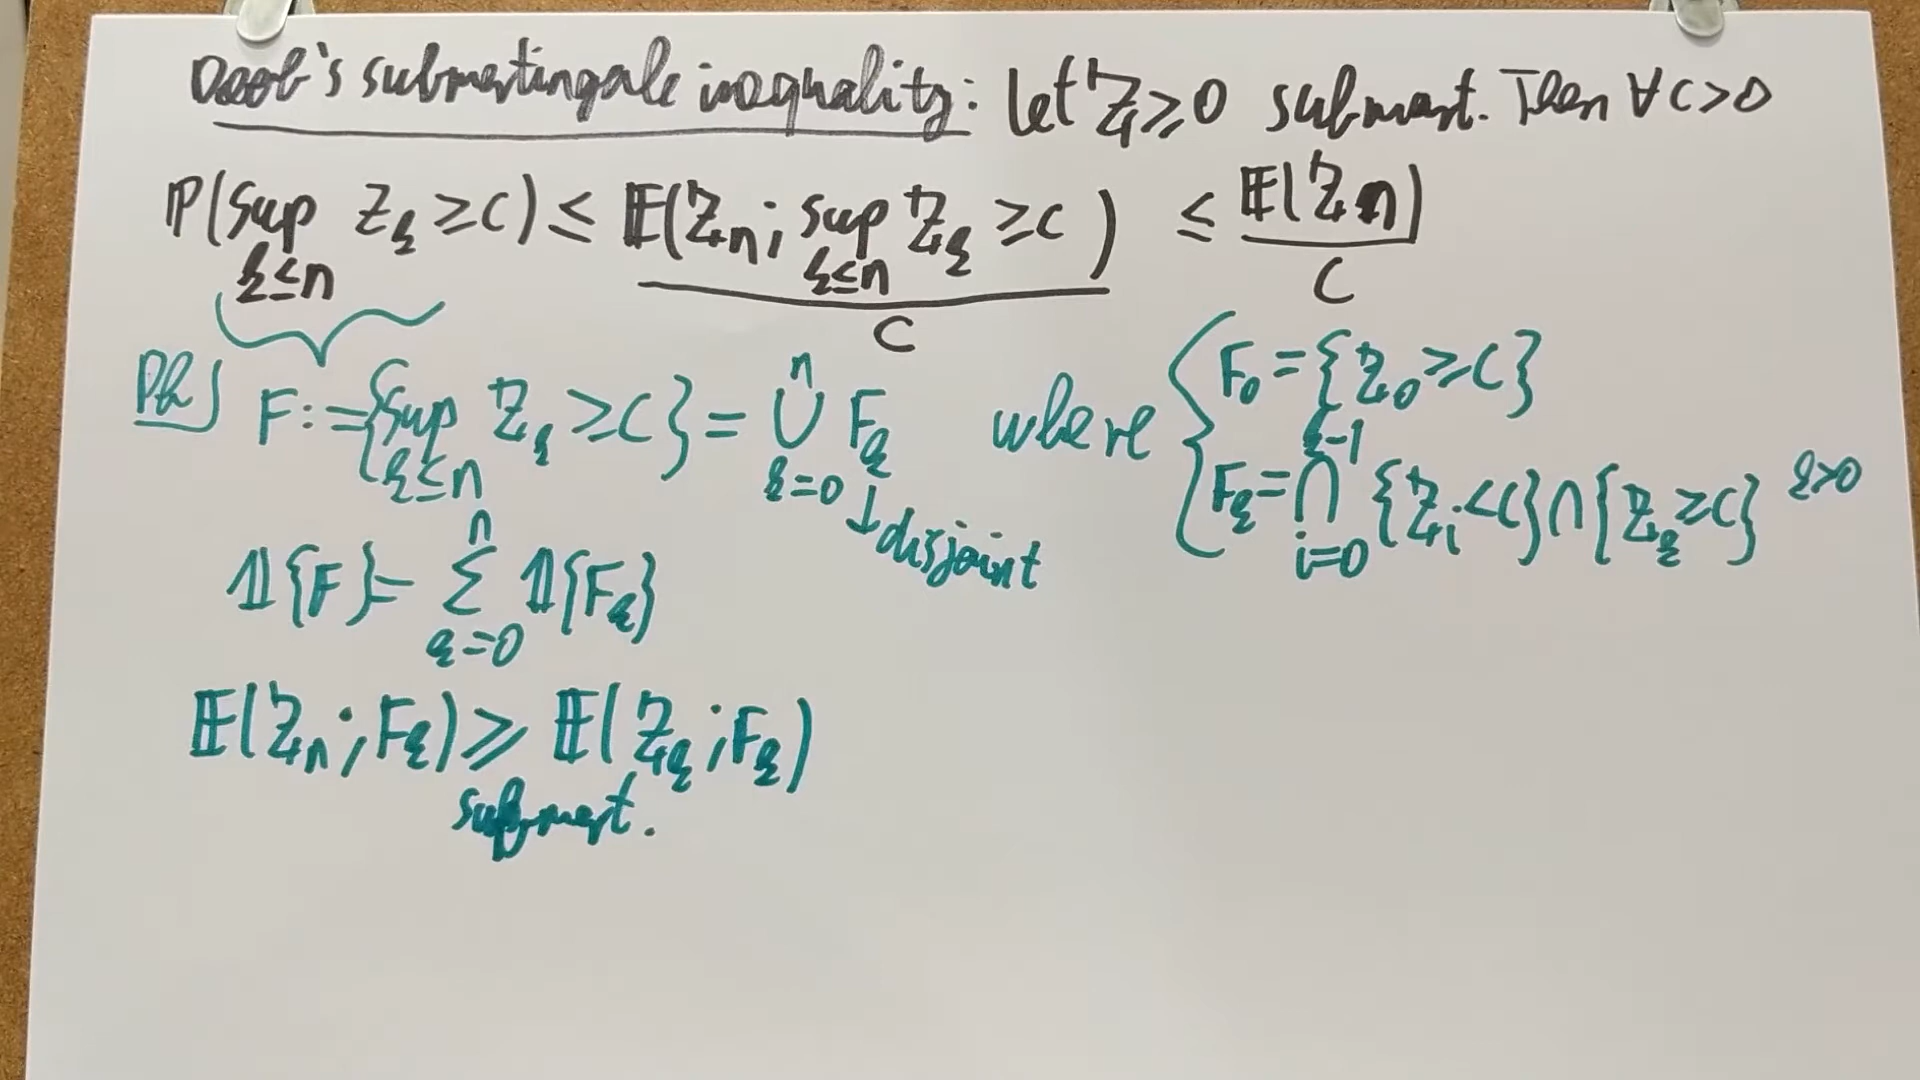 Doob's submartingale inequality: Let Z ≥ 0 submart. Then ∀ c > 0
ℙ(sup_{k≤n} Z_k ≥ c) ≤ 𝔼(Z_n; sup_{k≤n} Z_k ≥ c) / c ≤ 𝔼(Z_n) / c
F := {sup_{k≤n} Z_k ≥ c} = ⋃_{k=0}^{n} F_k where { F_0 = {Z_0 ≥ c}
F_k = ⋂_{i=0}^{k-1} {Z_i < c} ∩ {Z_k ≥ c} k>0
↓ disjoint
𝟙{F} = Σ_{k=0}^{n} 𝟙{F_k}
𝔼(Z_n; F_k) ≥ 𝔼(Z_k; F_k)
submart.